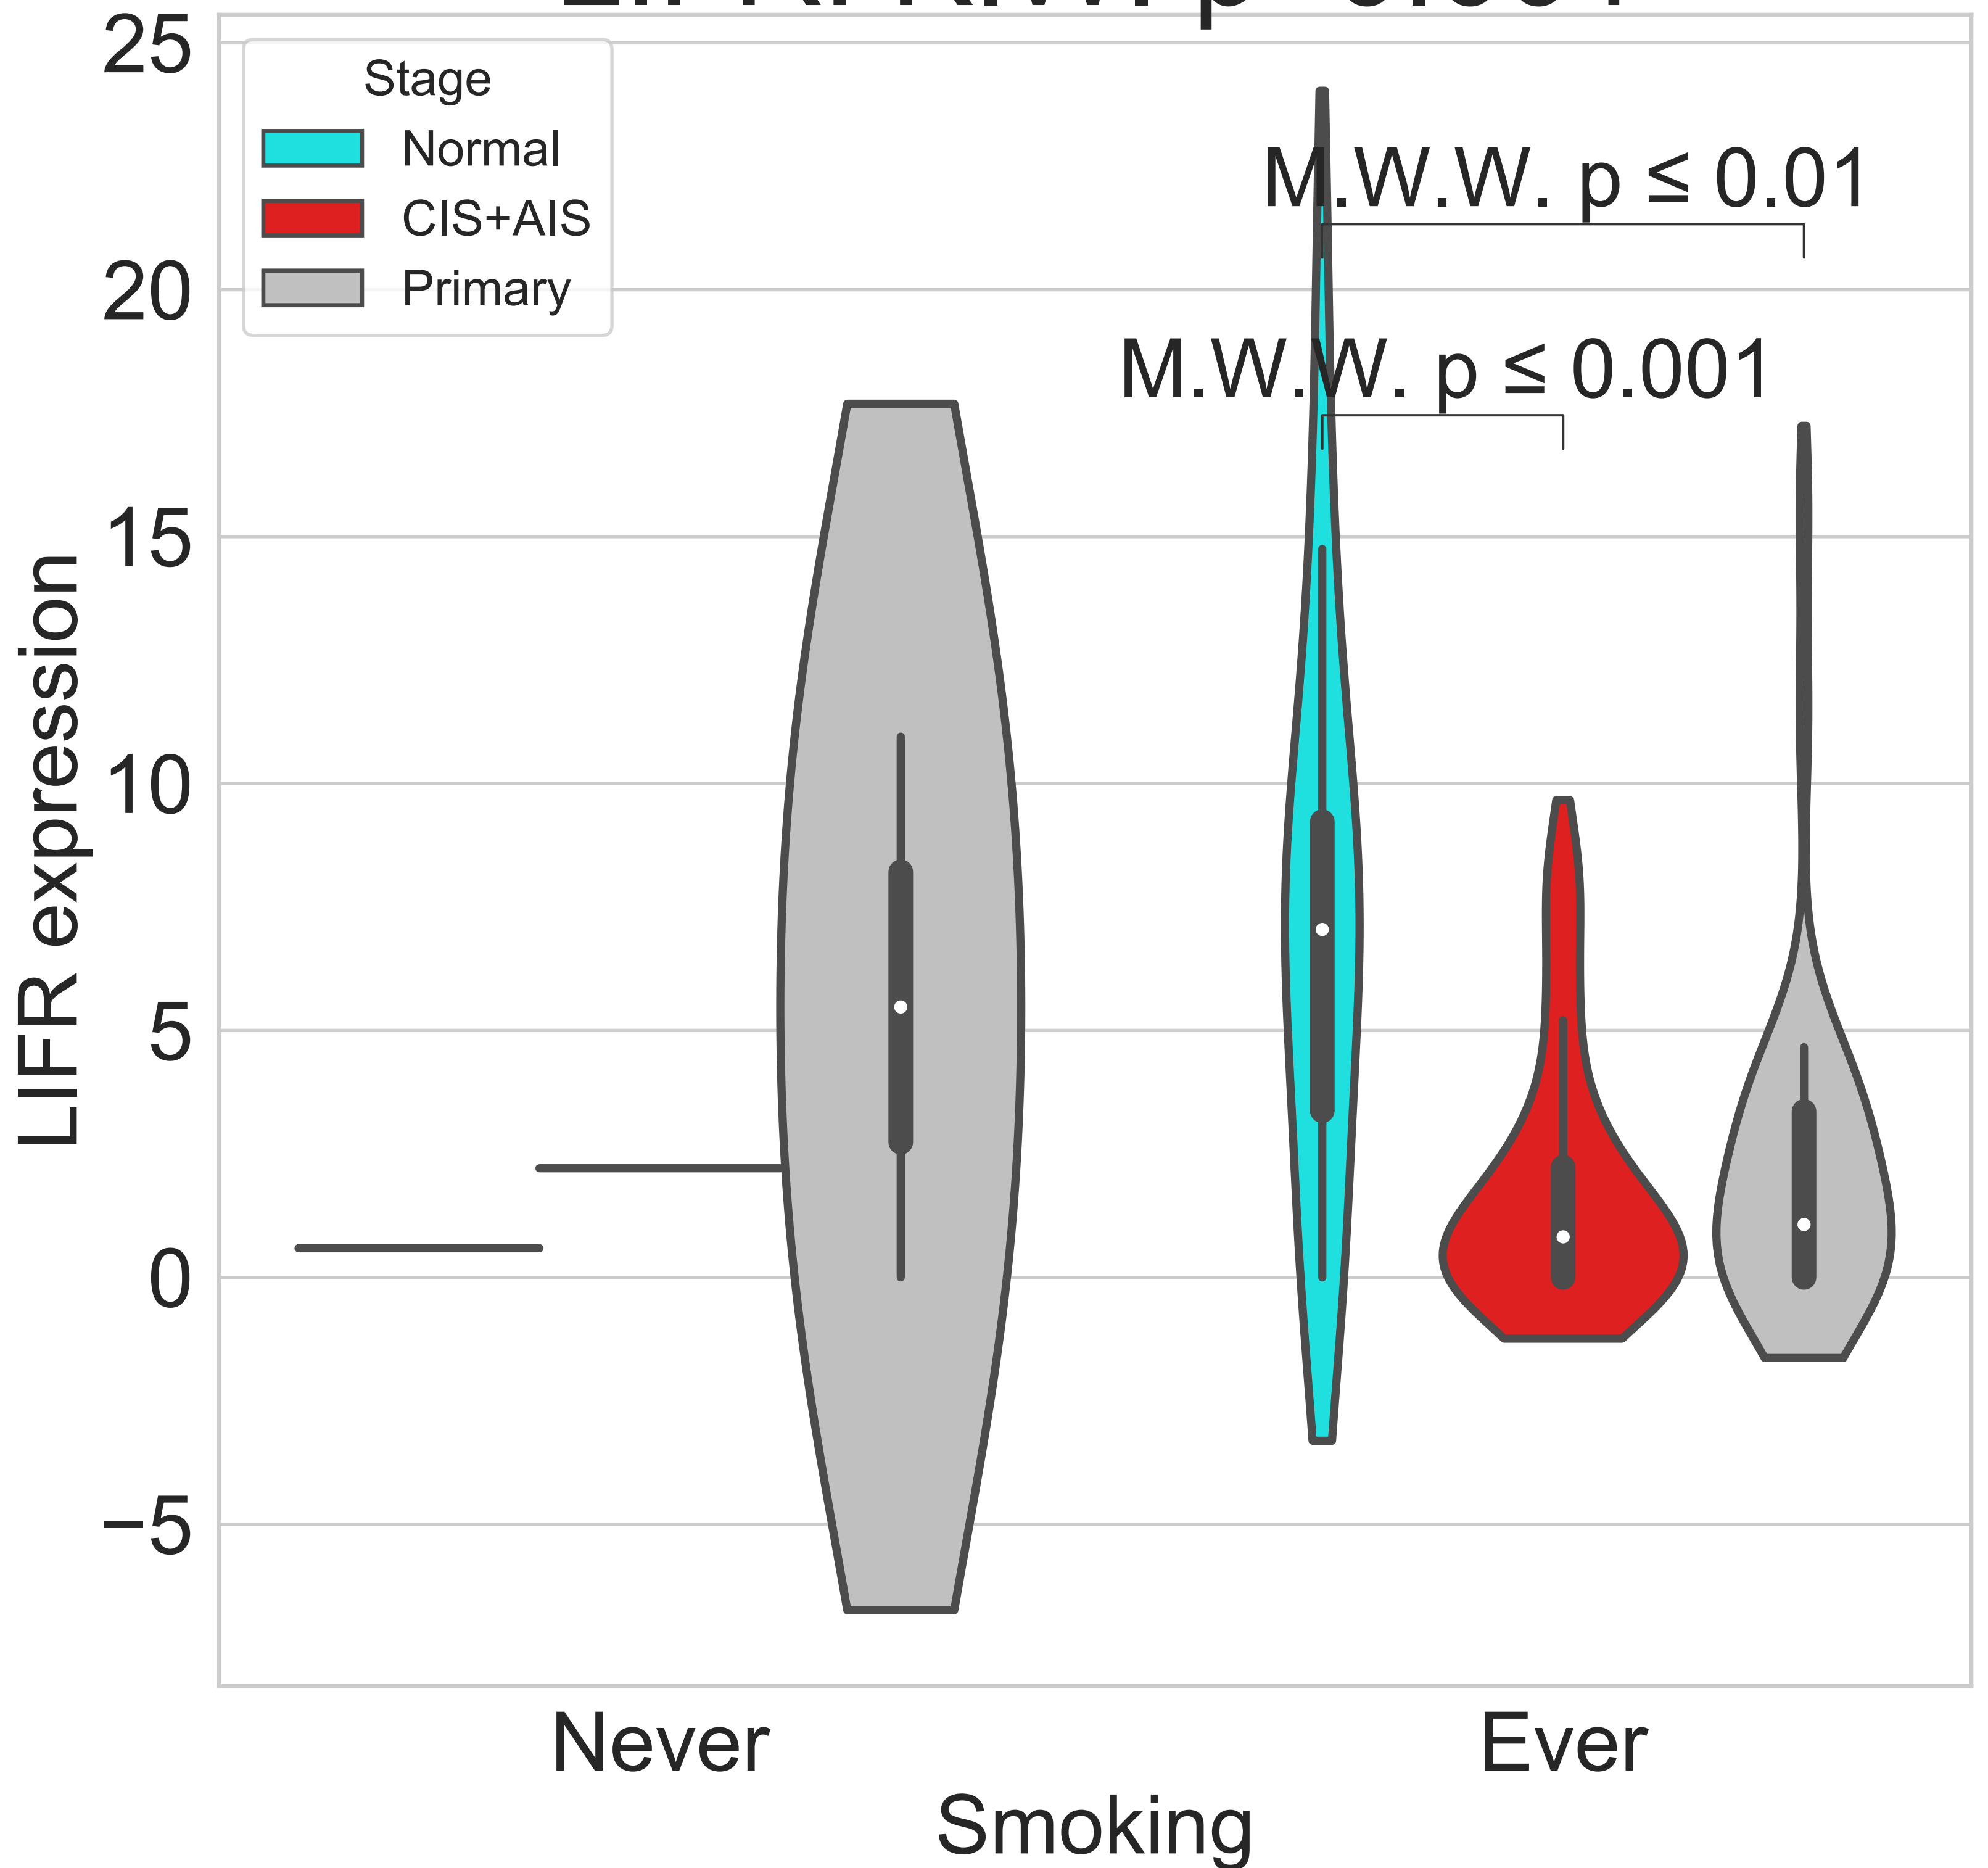 25
20
15
10
5
0
−5
LIFR expression
Stage
Normal
CIS+AIS
Primary
M.W.W. p ≤ 0.01
M.W.W. p ≤ 0.001
Never
Ever
Smoking